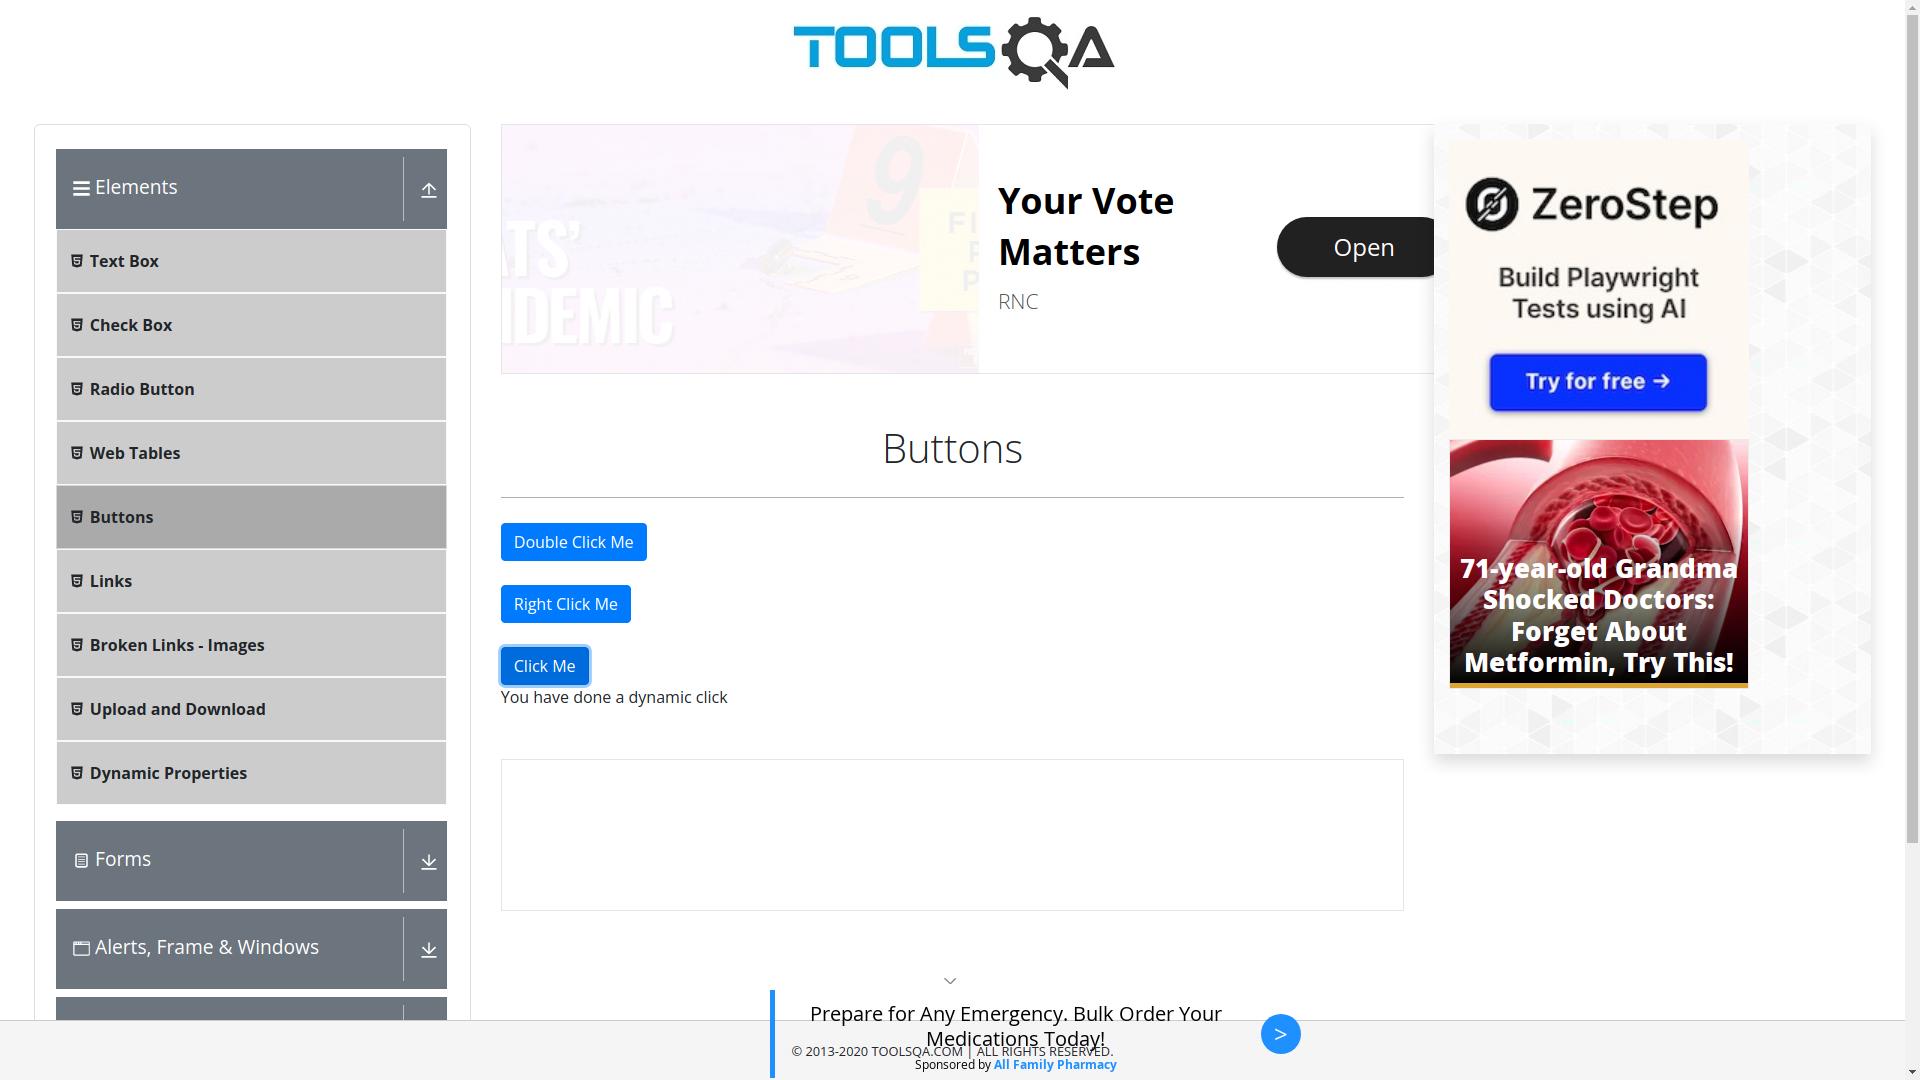 TOOLSQA
Elements
Text Box
Check Box
Radio Button
Web Tables
Buttons
Links
Broken Links - Images
Upload and Download
Dynamic Properties
Forms
Alerts, Frame & Windows
9
Your Vote
Matters
RNC
Open
Buttons
Double Click Me
Right Click Me
Click Me
You have done a dynamic click
ZeroStep
Build Playwright
Tests using AI
Try for free →
71-year-old Grandma
Shocked Doctors:
Forget About
Metformin, Try This!
Prepare for Any Emergency. Bulk Order Your
Medications Today!
>
© 2013-2020 TOOLSQA.COM | ALL RIGHTS RESERVED.
Sponsored by All Family Pharmacy